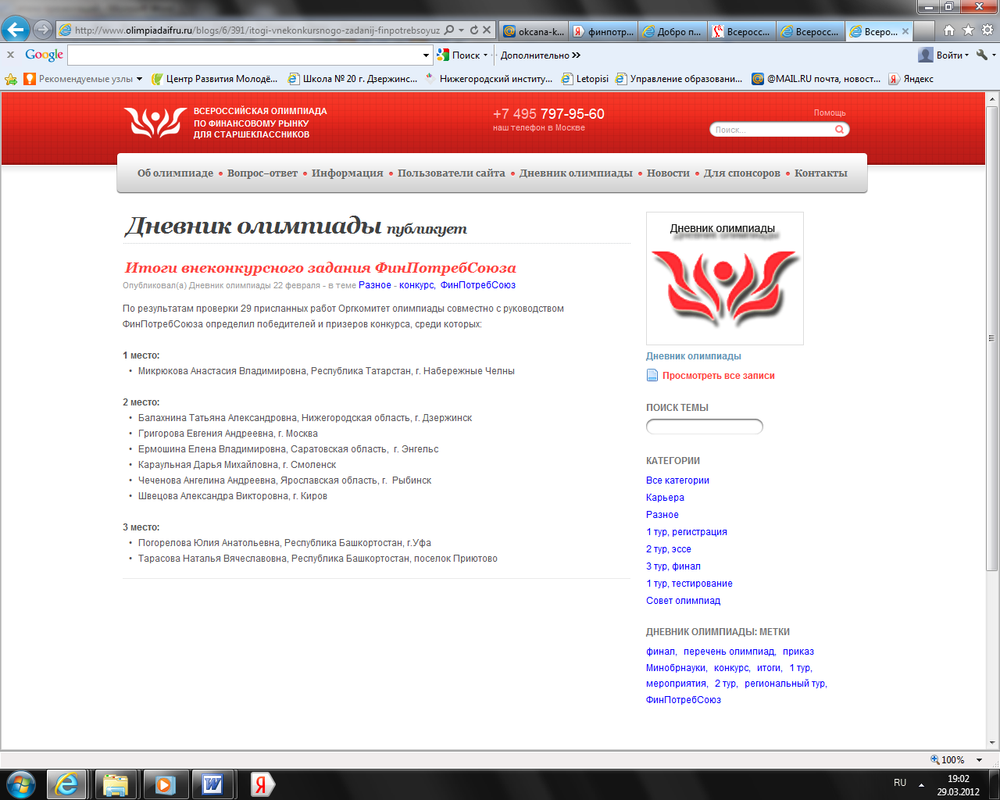 http://www.olimpiadaifru.ru/blogs/6/391/itogi-vnekonkursnogo-zadanij-finpotrebsoyuz
oksana-k...
финпотр...
Добро п...
Всеросс...
Всеросс...
Всеро...
x Google
Поиск
Дополнительно »
Войти
Рекомендуемые узлы
Центр Развития Молодё...
Школа № 20 г. Дзержинс...
Нижегородский институ...
Letopisi
Управление образовани...
@MAIL.RU почта, новост...
Яндекс
ВСЕРОССИЙСКАЯ ОЛИМПИАДА
ПО ФИНАНСОВОМУ РЫНКУ
ДЛЯ СТАРШЕКЛАССНИКОВ
+7 495 797-95-60
наш телефон в Москве
Помощь
Поиск...
Об олимпиаде • Вопрос–ответ • Информация • Пользователи сайта • Дневник олимпиады • Новости • Для спонсоров • Контакты
Дневник олимпиады публикует
Итоги внеконкурсного задания ФинПотребСоюза
Опубликовал(а) Дневник олимпиады 22 февраля - в теме Разное - конкурс, ФинПотребСоюз
По результатам проверки 29 присланных работ Оргкомитет олимпиады совместно с руководством
ФинПотребСоюза определил победителей и призеров конкурса, среди которых:
1 место:
• Микрюкова Анастасия Владимировна, Республика Татарстан, г. Набережные Челны
2 место:
• Балахнина Татьяна Александровна, Нижегородская область, г. Дзержинск
• Григорова Евгения Андреевна, г. Москва
• Ермошина Елена Владимировна, Саратовская область, г. Энгельс
• Караульная Дарья Михайловна, г. Смоленск
• Чеченова Ангелина Андреевна, Ярославская область, г. Рыбинск
• Швецова Александра Викторовна, г. Киров
3 место:
• Погорелова Юлия Анатольевна, Республика Башкортостан, г.Уфа
• Тарасова Наталья Вячеславовна, Республика Башкортостан, поселок Приютово
Дневник олимпиады
Дневник олимпиады
Просмотреть все записи
ПОИСК ТЕМЫ
КАТЕГОРИИ
Все категории
Карьера
Разное
1 тур, регистрация
2 тур, эссе
3 тур, финал
1 тур, тестирование
Совет олимпиад
ДНЕВНИК ОЛИМПИАДЫ: МЕТКИ
финал, перечень олимпиад, приказ
Минобрнауки, конкурс, итоги, 1 тур,
мероприятия, 2 тур, региональный тур,
ФинПотребСоюз
100%
RU
19:02
29.03.2012